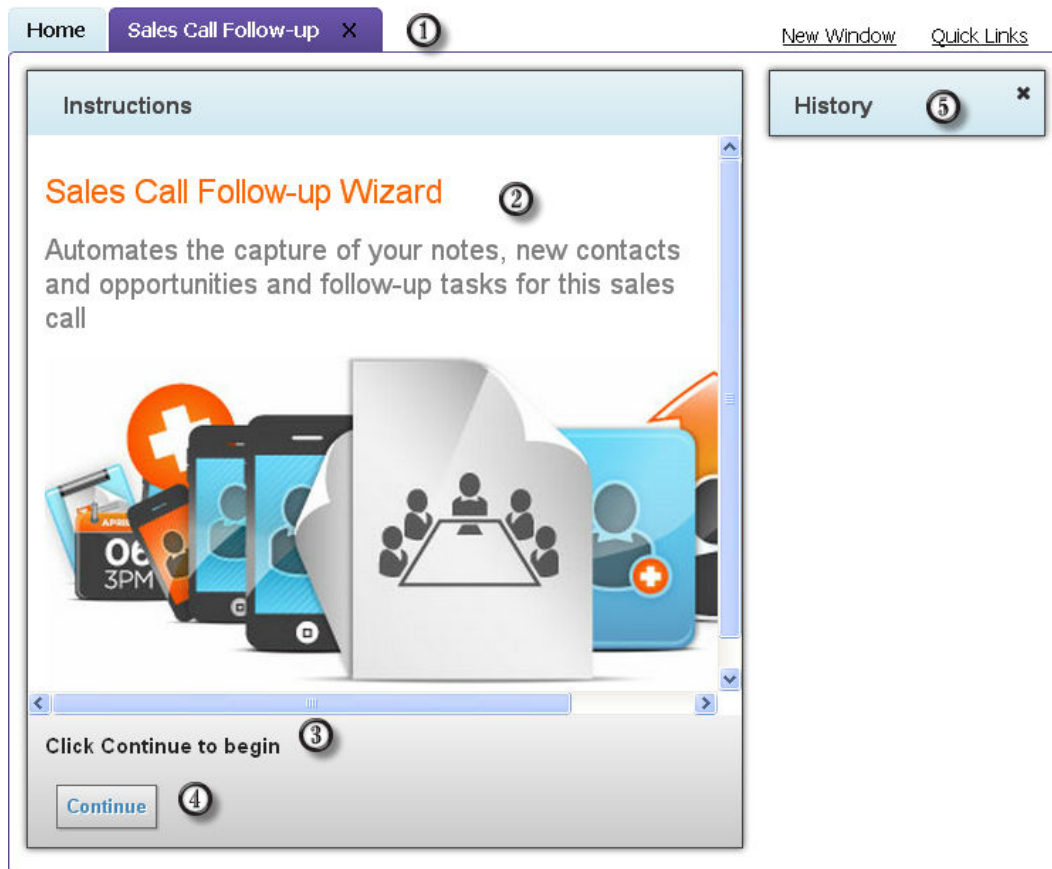 Home
Sales Call Follow-up X
1
New Window
Quick Links
Instructions
History
5
Sales Call Follow-up Wizard
2
Automates the capture of your notes, new contacts
and opportunities and follow-up tasks for this sales
call
06
3PM
Click Continue to begin
3
Continue
4